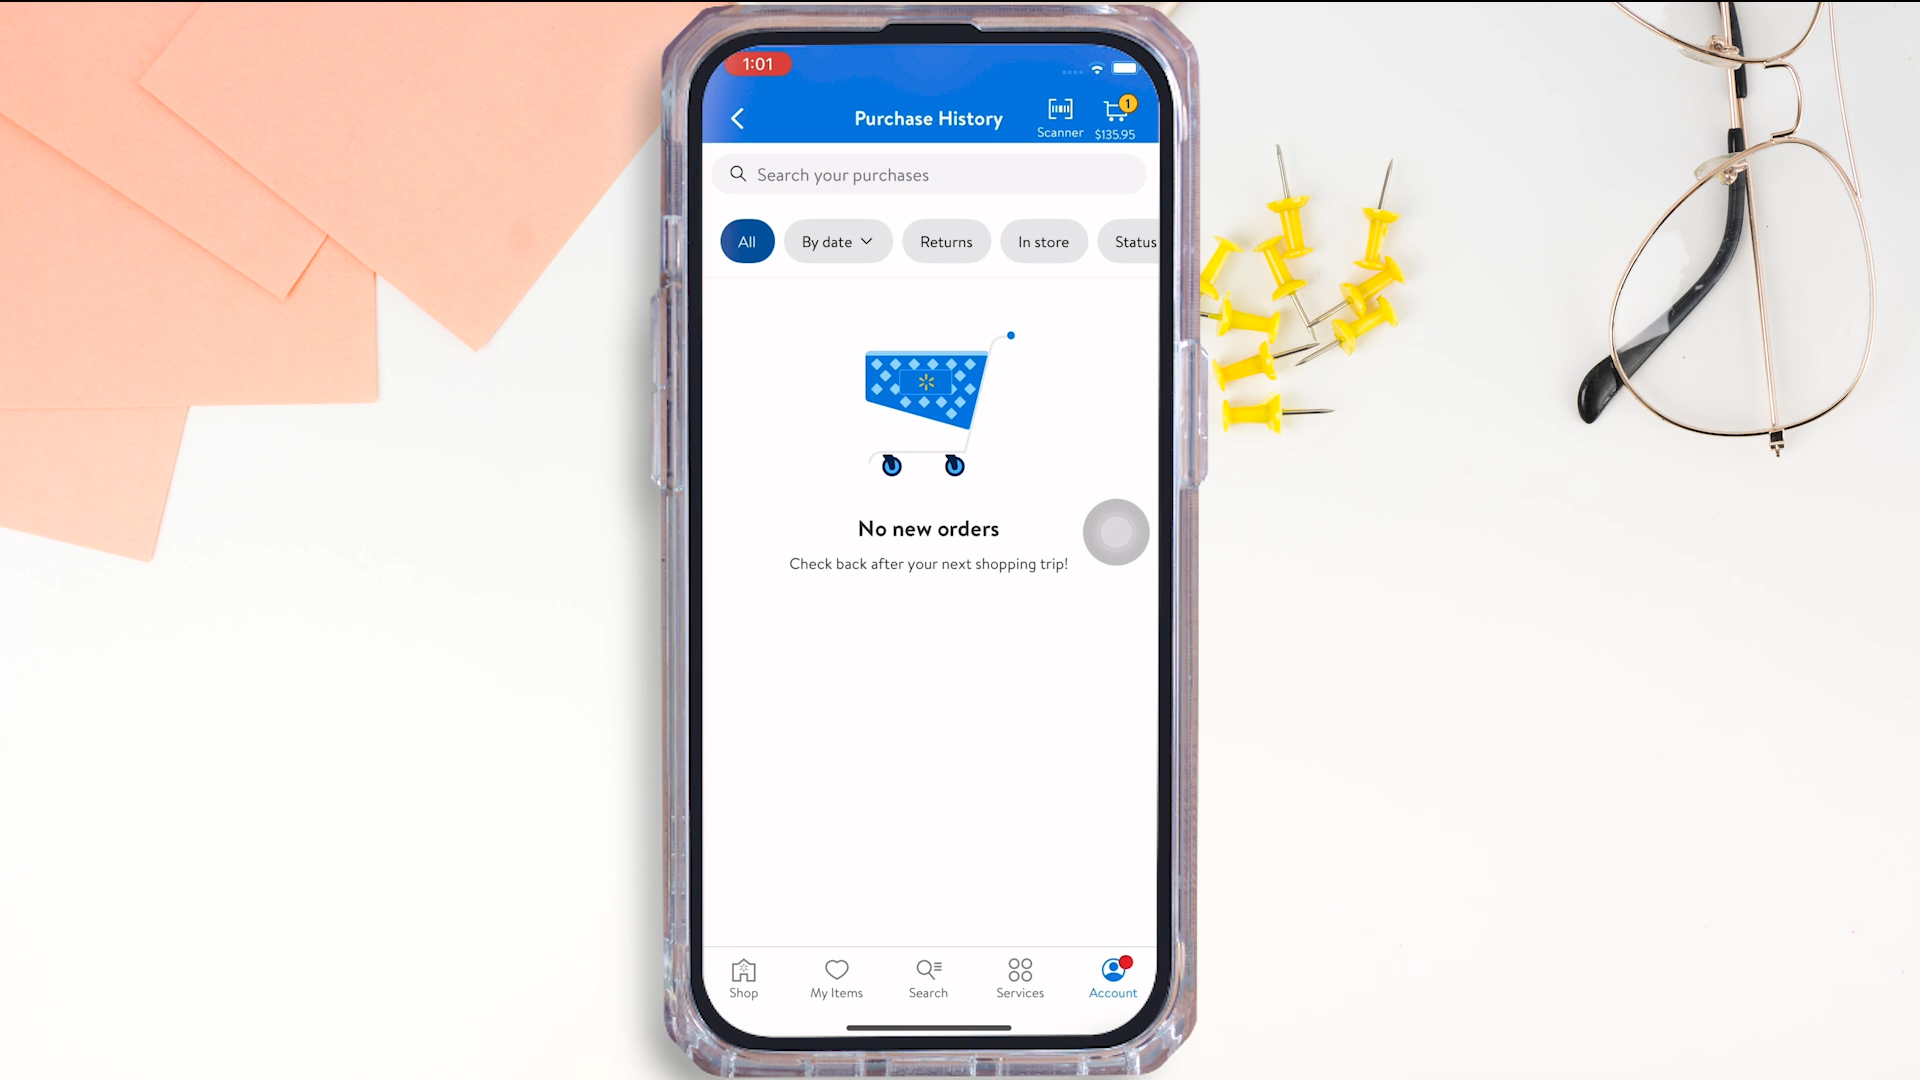 1:01
Purchase History
1
Scanner
$135.95
Search your purchases
All
By date
Returns
In store
Status
No new orders
Check back after your next shopping trip!
Shop
My Items
Search
Services
Account